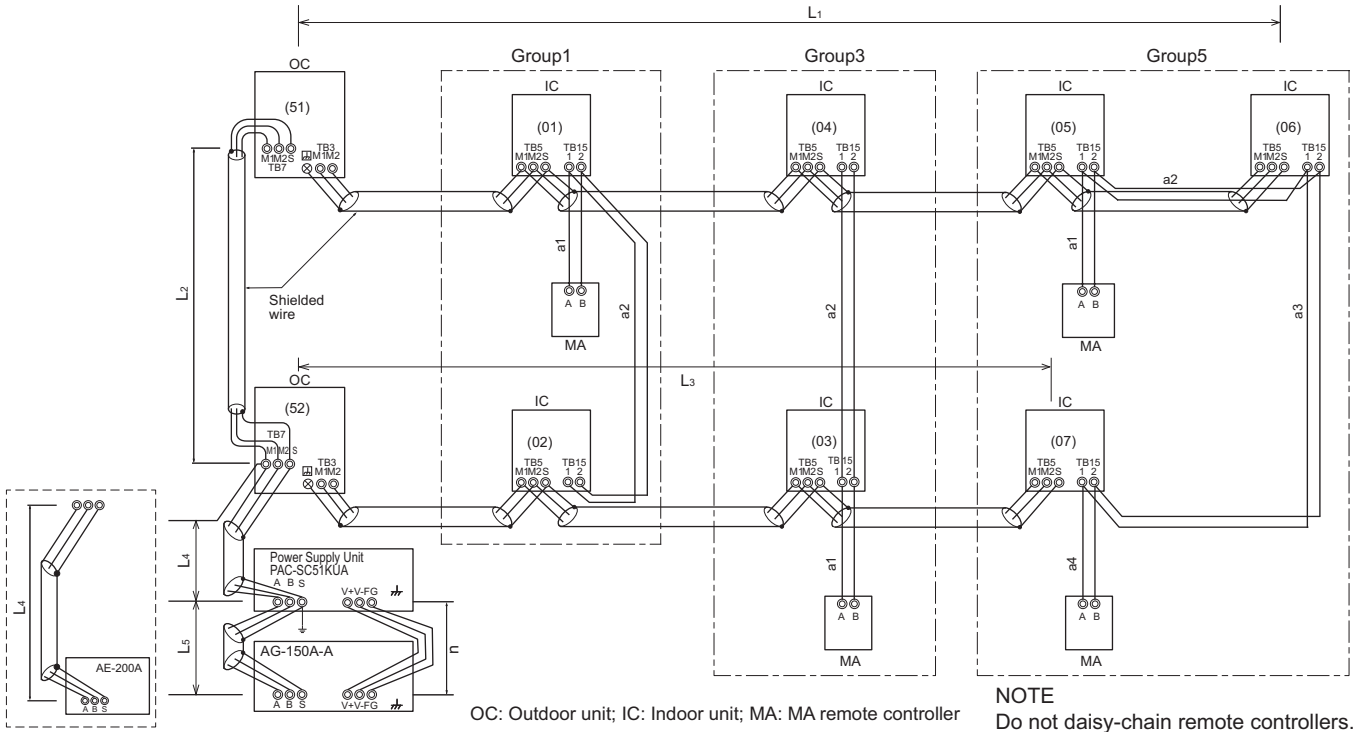 L1
Group1
Group3
Group5
OC
IC
IC
IC
IC
(51)
(01)
(04)
(05)
(06)
M1M2S
TB7
TB3
M1M2
TB5
M1M2S
TB15
1 2
TB5
M1M2S
TB15
1 2
TB5
M1M2S
TB15
1 2
TB5
M1M2S
TB15
1 2
a2
L2
Shielded
wire
a1
A B
MA
a2
a2
a1
A B
MA
a3
L3
OC
IC
IC
IC
(52)
(02)
(03)
(07)
TB7
M1M2 S
TB3
M1M2
TB5
M1M2S
TB15
1 2
TB5
M1M2S
TB15
1 2
TB5
M1M2S
TB15
1 2
L4
AE-200A
A B S
L4
Power Supply Unit
PAC-SC51KUA
A B S
V+V-FG
L5
n
AG-150A-A
A B S
V+V-FG
a1
A B
MA
a4
A B
MA
OC: Outdoor unit; IC: Indoor unit; MA: MA remote controller
NOTE
Do not daisy-chain remote controllers.